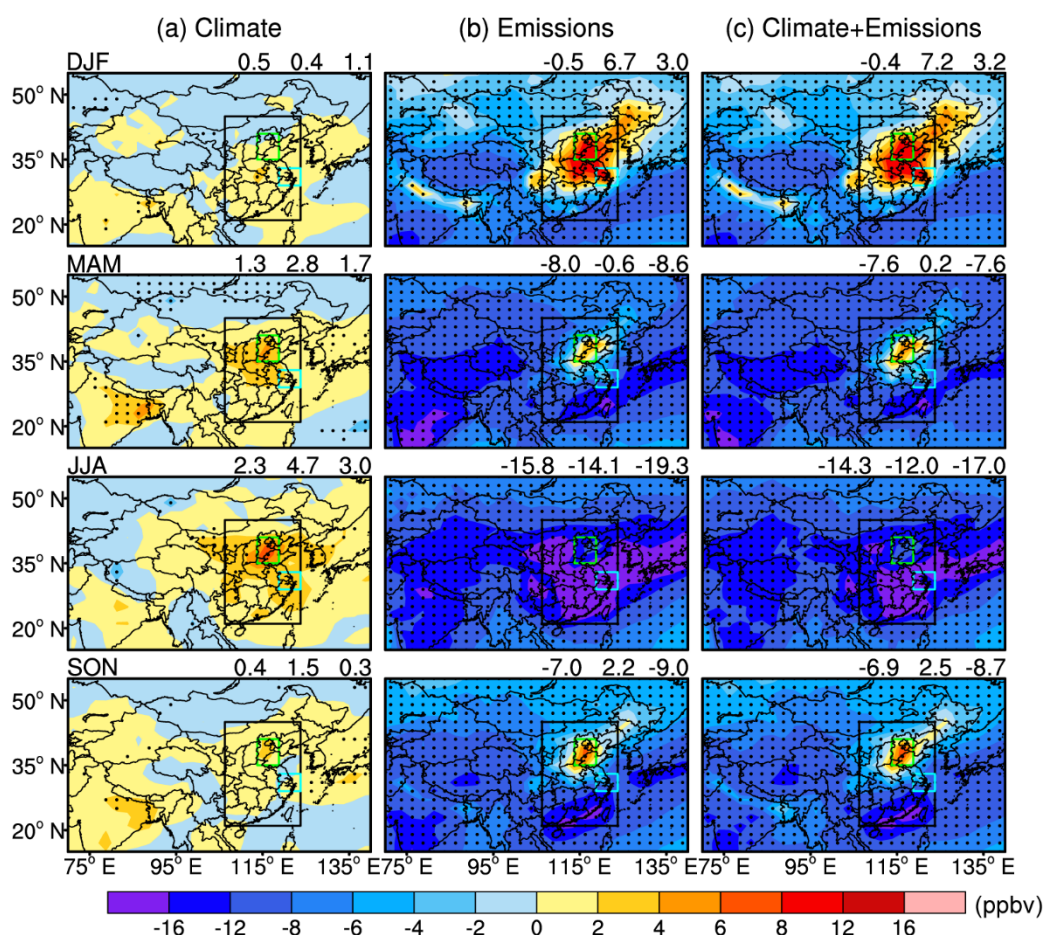 (a) Climate (b) Emissions (c) Climate+Emissions
DJF 0.5 0.4 1.1 -0.5 6.7 3.0 -0.4 7.2 3.2
50° N
35° N
20° N
MAM 1.3 2.8 1.7 -8.0 -0.6 -8.6 -7.6 0.2 -7.6
50° N
35° N
20° N
JJA 2.3 4.7 3.0 -15.8 -14.1 -19.3 -14.3 -12.0 -17.0
50° N
35° N
20° N
SON 0.4 1.5 0.3 -7.0 2.2 -9.0 -6.9 2.5 -8.7
50° N
35° N
20° N
75° E 95° E 115° E 135° E 75° E 95° E 115° E 135° E 75° E 95° E 115° E 135° E
(ppbv)
-16 -12 -8 -6 -4 -2 0 2 4 6 8 12 16